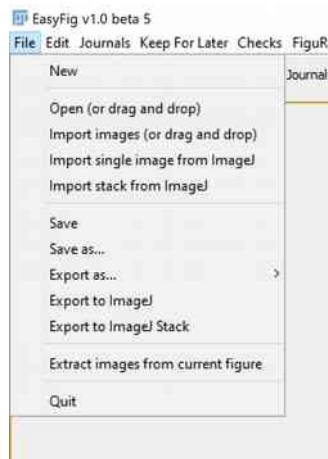 EasyFig v1.0 beta 5
File Edit Journals Keep For Later Checks FiguR
New
Journal
Open (or drag and drop)
Import images (or drag and drop)
Import single image from ImageJ
Import stack from ImageJ
Save
Save as...
Export as... >
Export to ImageJ
Export to ImageJ Stack
Extract images from current figure
Quit